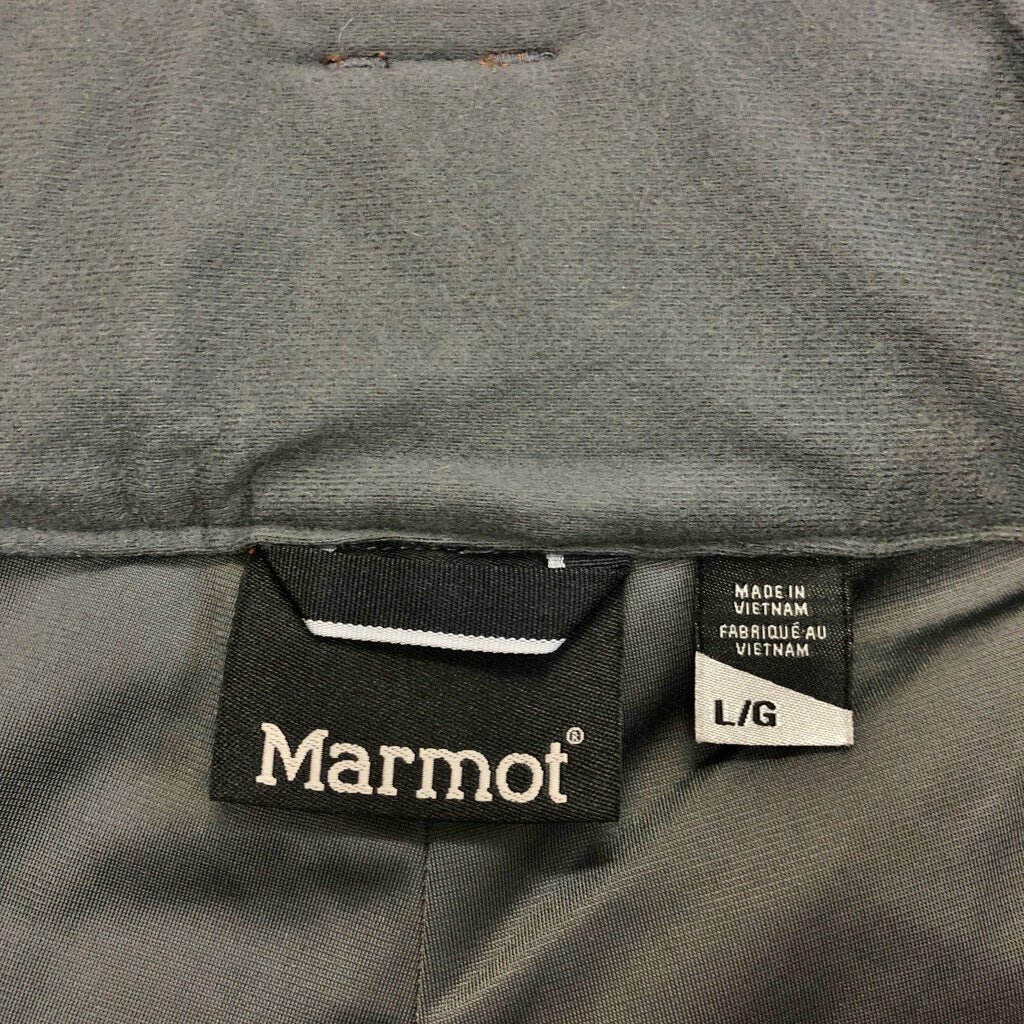 Marmot®
MADE IN
VIETNAM
FABRIQUÉ AU
VIETNAM
L/G